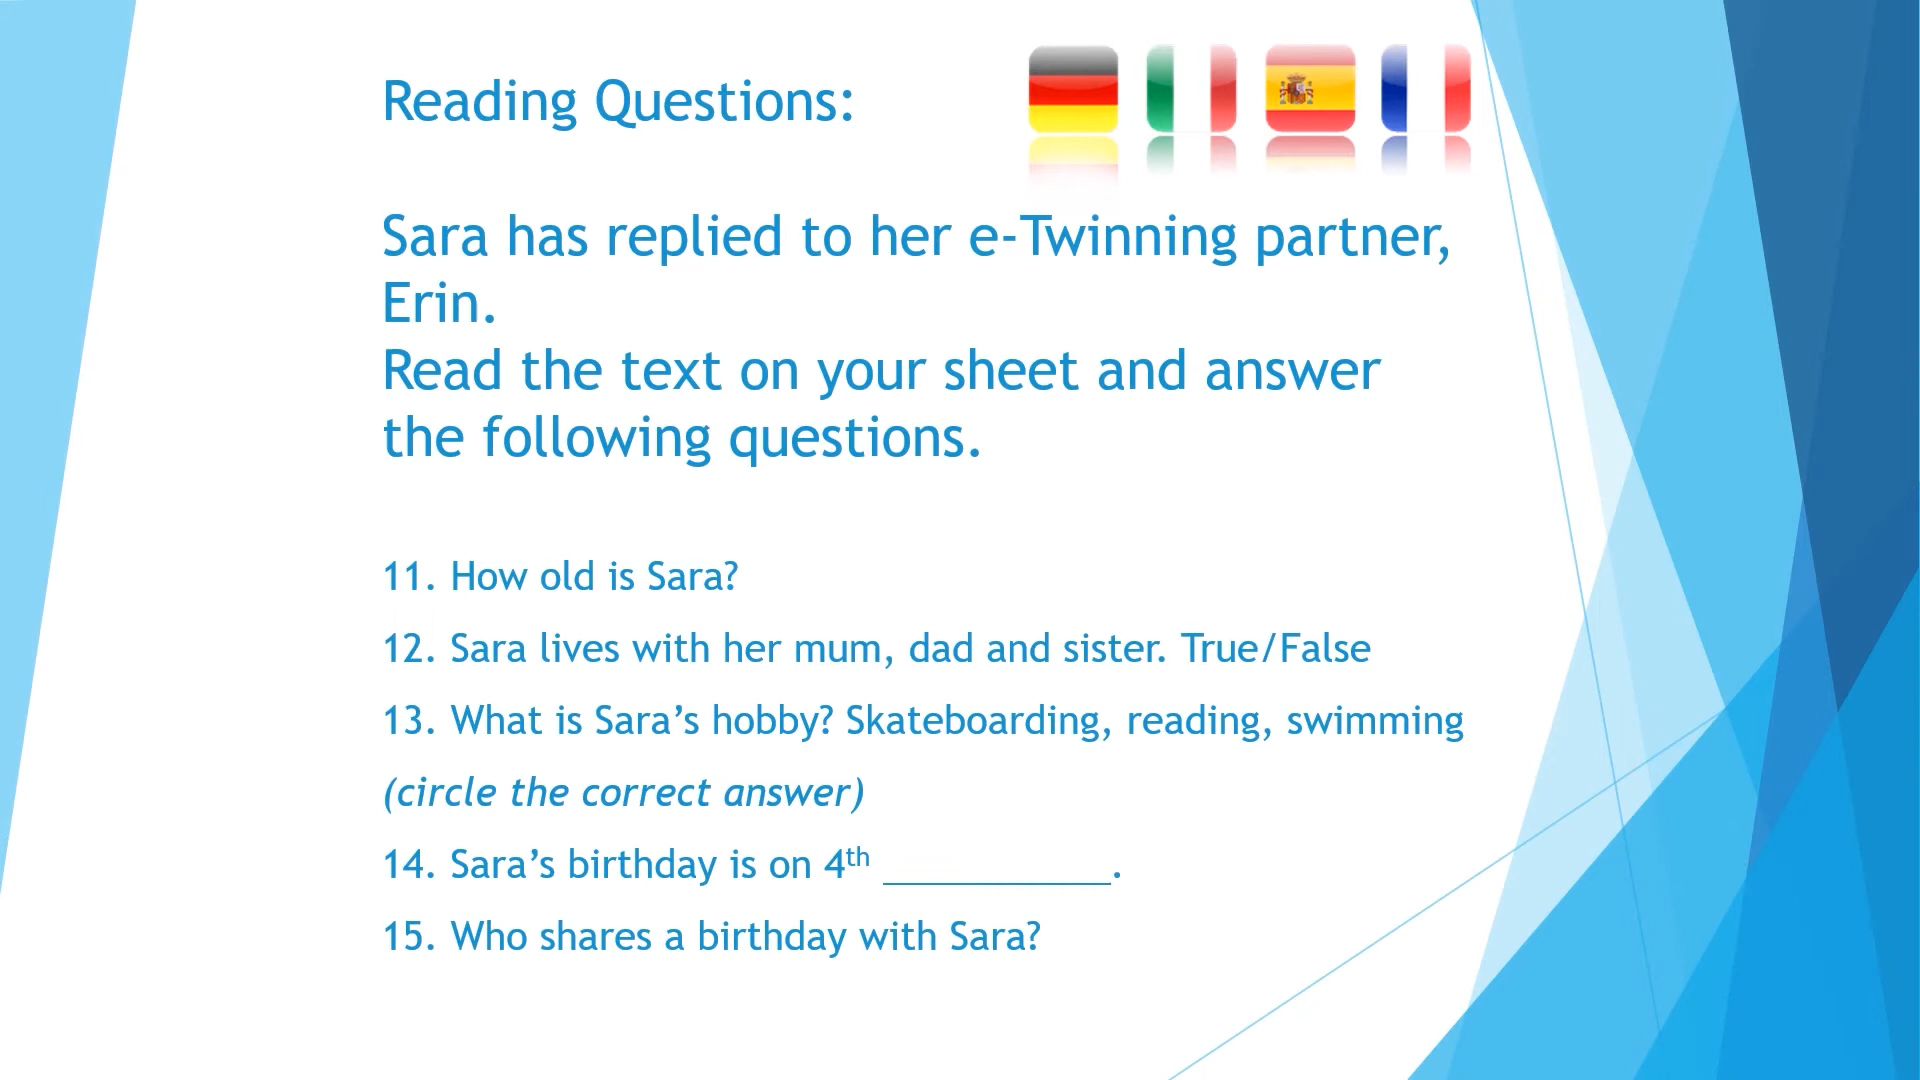 Reading Questions:
Sara has replied to her e-Twinning partner,
Erin.
Read the text on your sheet and answer
the following questions.
11. How old is Sara?
12. Sara lives with her mum, dad and sister. True/False
13. What is Sara’s hobby? Skateboarding, reading, swimming
(circle the correct answer)
14. Sara’s birthday is on 4th ___________.
15. Who shares a birthday with Sara?